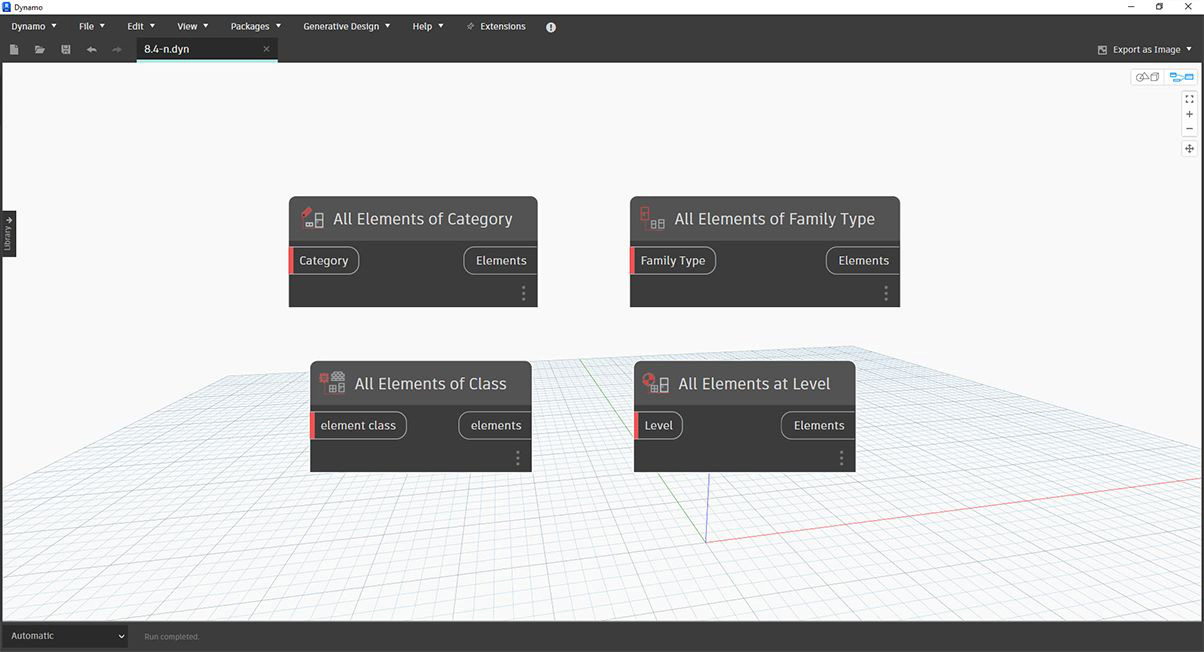 Dynamo
Dynamo File Edit View Packages Generative Design Help Extensions
8.4-n.dyn Export as Image
Library
All Elements of Category
Category Elements
All Elements of Family Type
Family Type Elements
All Elements of Class
element class elements
All Elements at Level
Level Elements
Automatic Run completed.